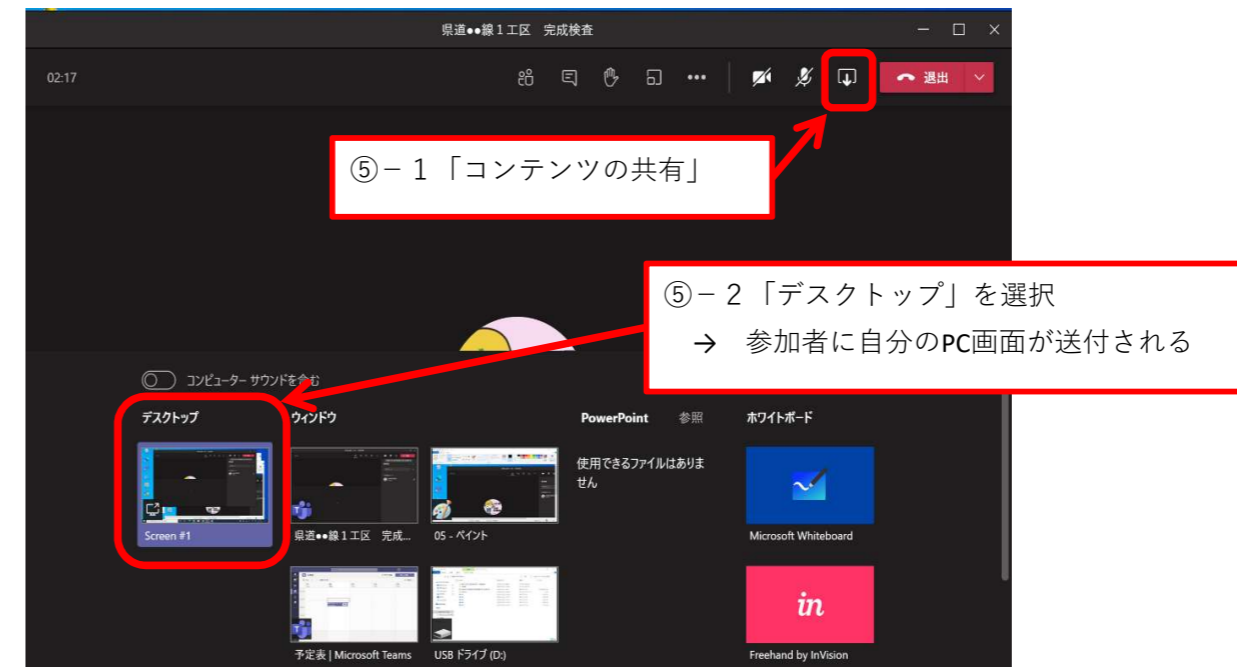 県道●●線１工区　完成検査
02:17
退出
⑤－１「コンテンツの共有」
⑤－２「デスクトップ」を選択
→　参加者に自分のPC画面が送付される
コンピューター サウンドを含む
デスクトップ
ウィンドウ
PowerPoint
参照
ホワイトボード
使用できるファイルはありま
せん
Screen #1
県道●●線１工区　完成...
05 - ペイント
Microsoft Whiteboard
in
予定表 | Microsoft Teams
USB ドライブ (D:)
Freehand by InVision